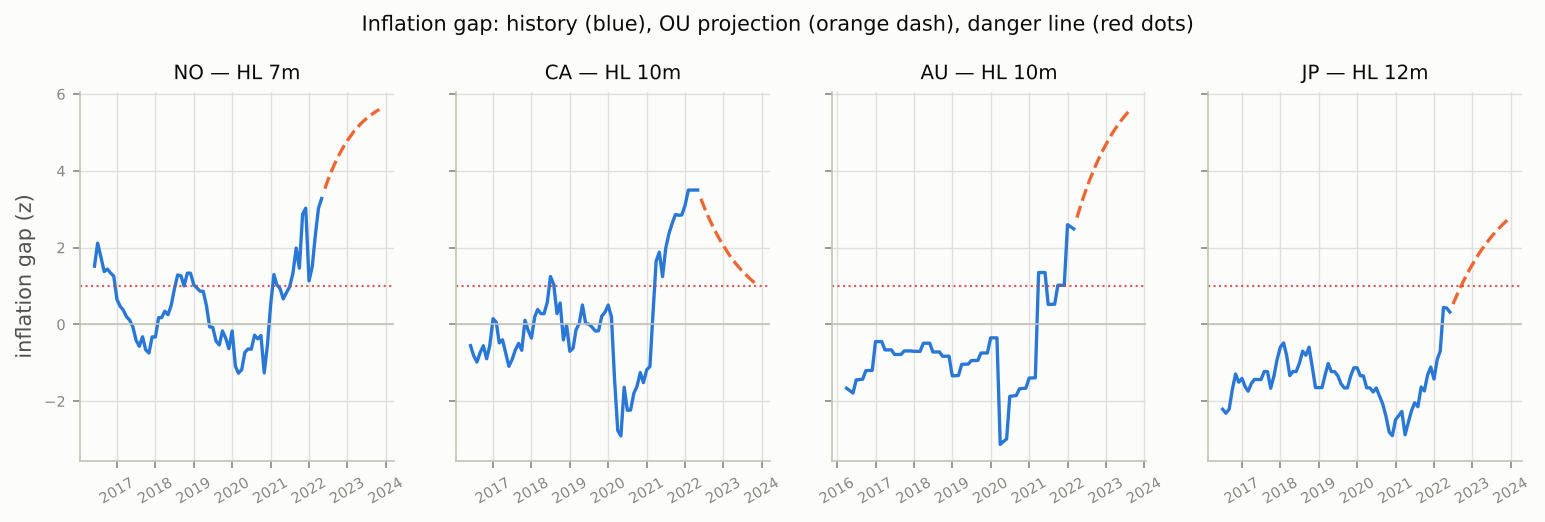 Inflation gap: history (blue), OU projection (orange dash), danger line (red dots)
NO — HL 7m
CA — HL 10m
AU — HL 10m
JP — HL 12m
inflation gap (z)
6
4
2
0
−2
2017 2018 2019 2020 2021 2022 2023 2024
2017 2018 2019 2020 2021 2022 2023 2024
2016 2017 2018 2019 2020 2021 2022 2023 2024
2017 2018 2019 2020 2021 2022 2023 2024